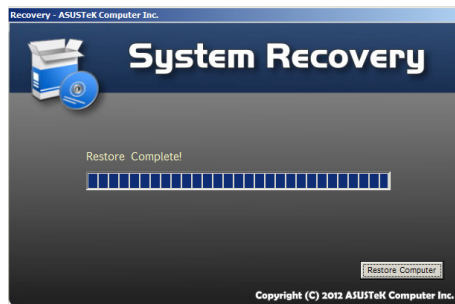 Recovery - ASUSTeK Computer Inc.
System Recovery
Restore Complete!
Restore Computer
Copyright (C) 2012 ASUSTeK Computer Inc.